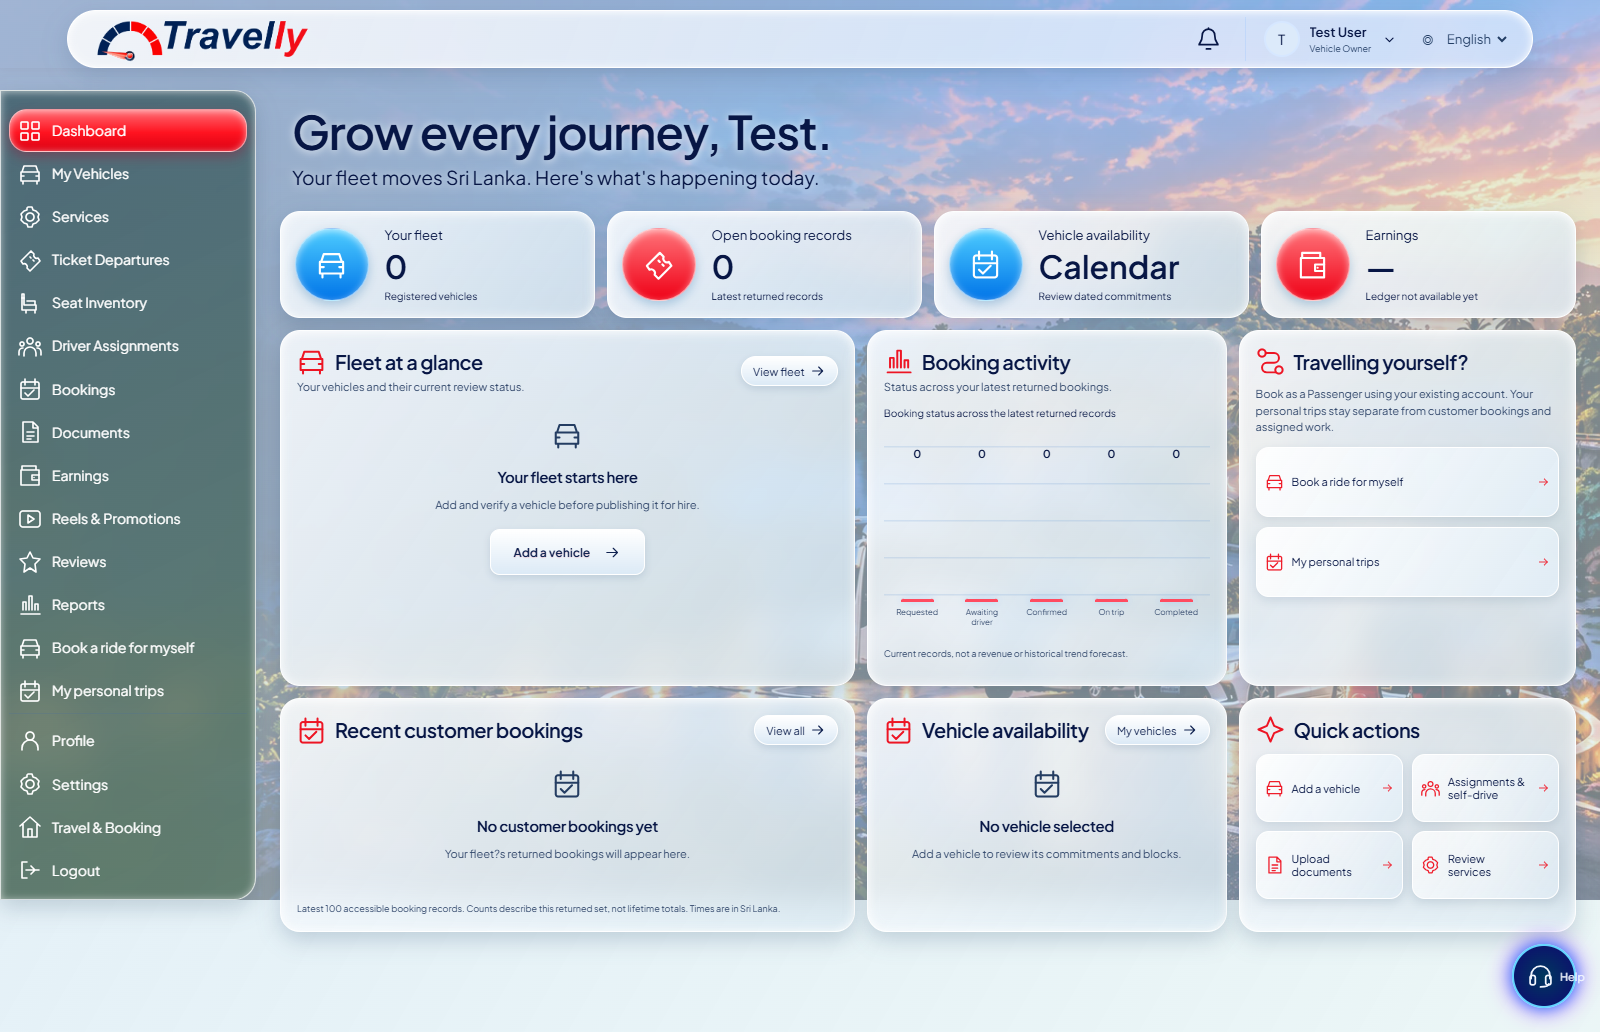 Travelly
T
Test User
Vehicle Owner
English
Dashboard
My Vehicles
Services
Ticket Departures
Seat Inventory
Driver Assignments
Bookings
Documents
Earnings
Reels & Promotions
Reviews
Reports
Book a ride for myself
My personal trips
Profile
Settings
Travel & Booking
Logout
Grow every journey, Test.
Your fleet moves Sri Lanka. Here's what's happening today.
Your fleet
0
Registered vehicles
Open booking records
0
Latest returned records
Vehicle availability
Calendar
Review dated commitments
Earnings
—
Ledger not available yet
Fleet at a glance
Your vehicles and their current review status.
View fleet
Your fleet starts here
Add and verify a vehicle before publishing it for hire.
Add a vehicle
Booking activity
Status across your latest returned bookings.
Booking status across the latest returned records
0 0 0 0 0
Requested Awaiting Confirmed On trip Completed
driver
Current records, not a revenue or historical trend forecast.
Travelling yourself?
Book as a Passenger using your existing account. Your
personal trips stay separate from customer bookings and
assigned work.
Book a ride for myself
My personal trips
Recent customer bookings
View all
No customer bookings yet
Your fleet?s returned bookings will appear here.
Latest 100 accessible booking records. Counts describe this returned set, not lifetime totals. Times are in Sri Lanka.
Vehicle availability
My vehicles
No vehicle selected
Add a vehicle to review its commitments and blocks.
Quick actions
Add a vehicle
Assignments &
self-drive
Upload
documents
Review
services
Help